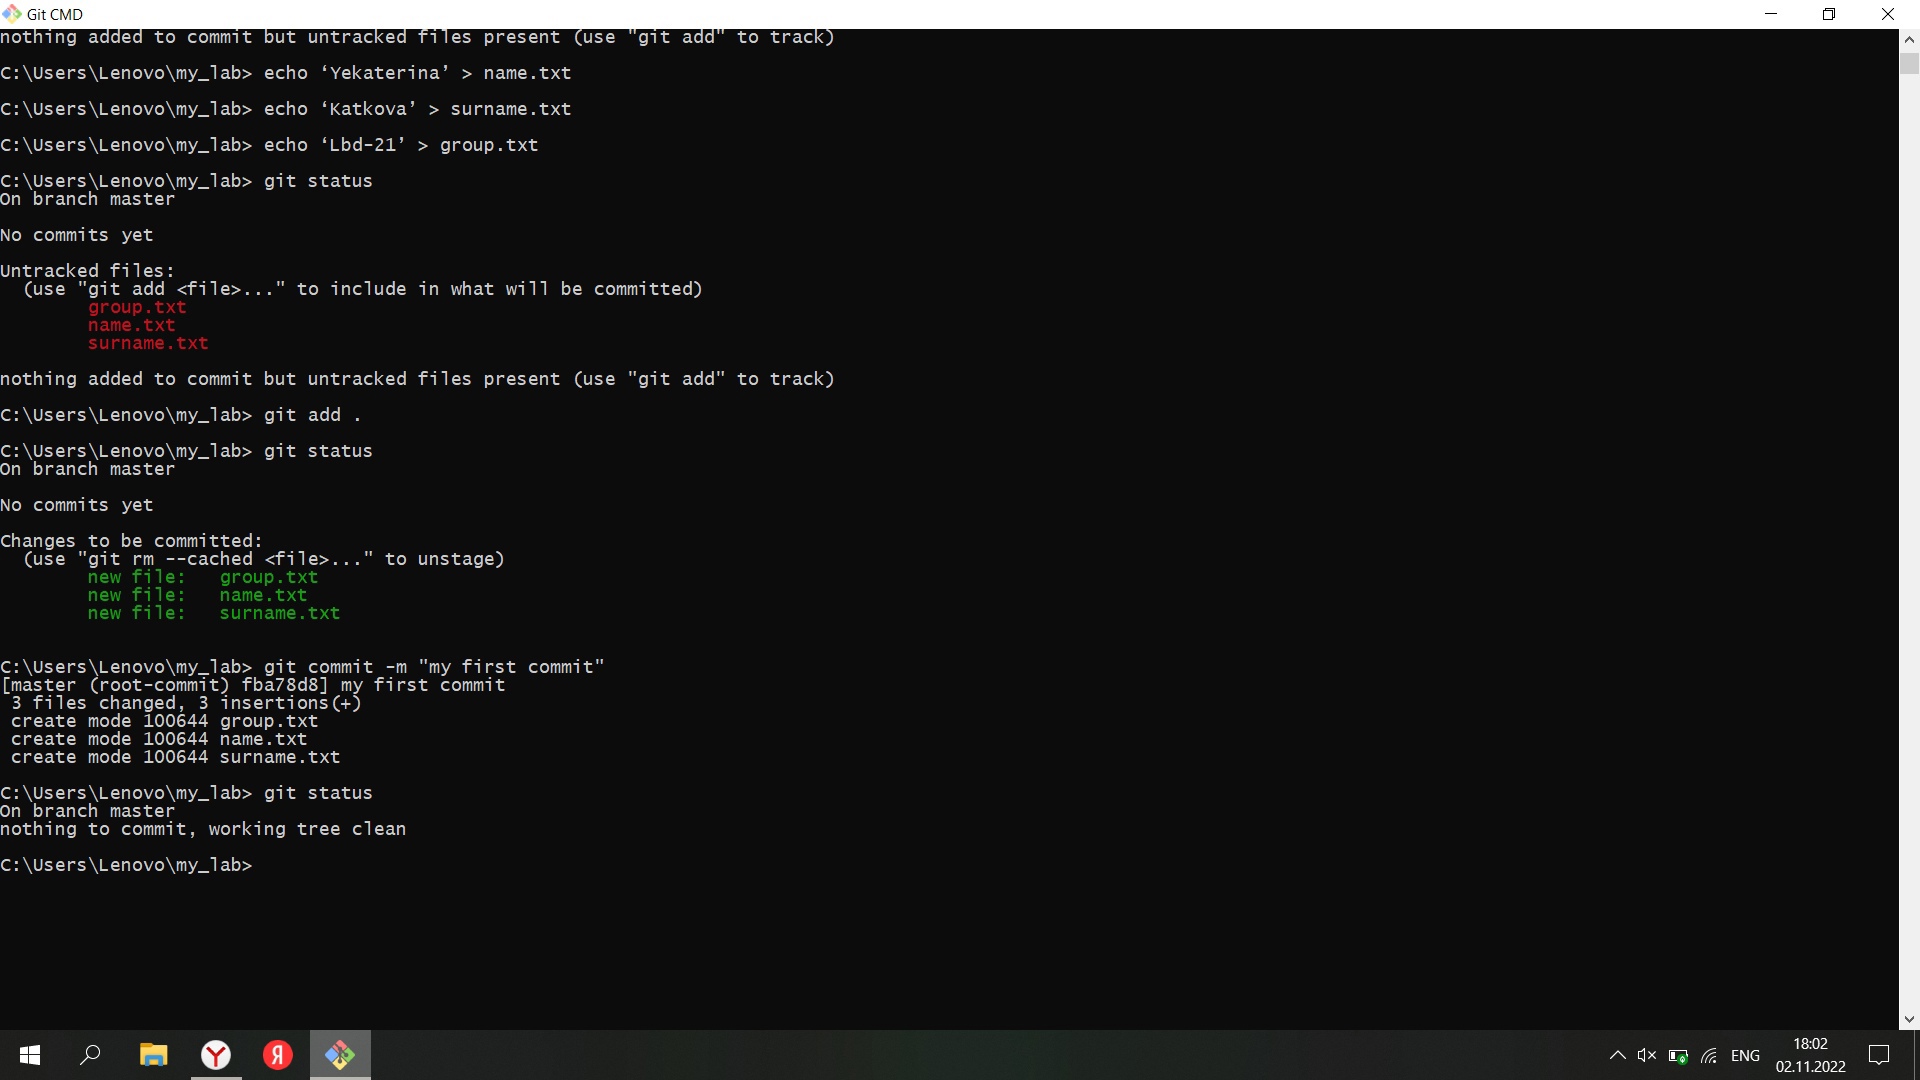 Git CMD
nothing added to commit but untracked files present (use "git add" to track)
C:\Users\Lenovo\my_lab> echo ‘Yekaterina’ > name.txt
C:\Users\Lenovo\my_lab> echo ‘Katkova’ > surname.txt
C:\Users\Lenovo\my_lab> echo ‘Lbd-21’ > group.txt
C:\Users\Lenovo\my_lab> git status
On branch master
No commits yet
Untracked files:
(use "git add <file>..." to include in what will be committed)
group.txt
name.txt
surname.txt
nothing added to commit but untracked files present (use "git add" to track)
C:\Users\Lenovo\my_lab> git add .
C:\Users\Lenovo\my_lab> git status
On branch master
No commits yet
Changes to be committed:
(use "git rm --cached <file>..." to unstage)
new file:   group.txt
new file:   name.txt
new file:   surname.txt
C:\Users\Lenovo\my_lab> git commit -m "my first commit"
[master (root-commit) fba78d8] my first commit
3 files changed, 3 insertions(+)
create mode 100644 group.txt
create mode 100644 name.txt
create mode 100644 surname.txt
C:\Users\Lenovo\my_lab> git status
On branch master
nothing to commit, working tree clean
C:\Users\Lenovo\my_lab>
Y
Я
ENG
18:02
02.11.2022